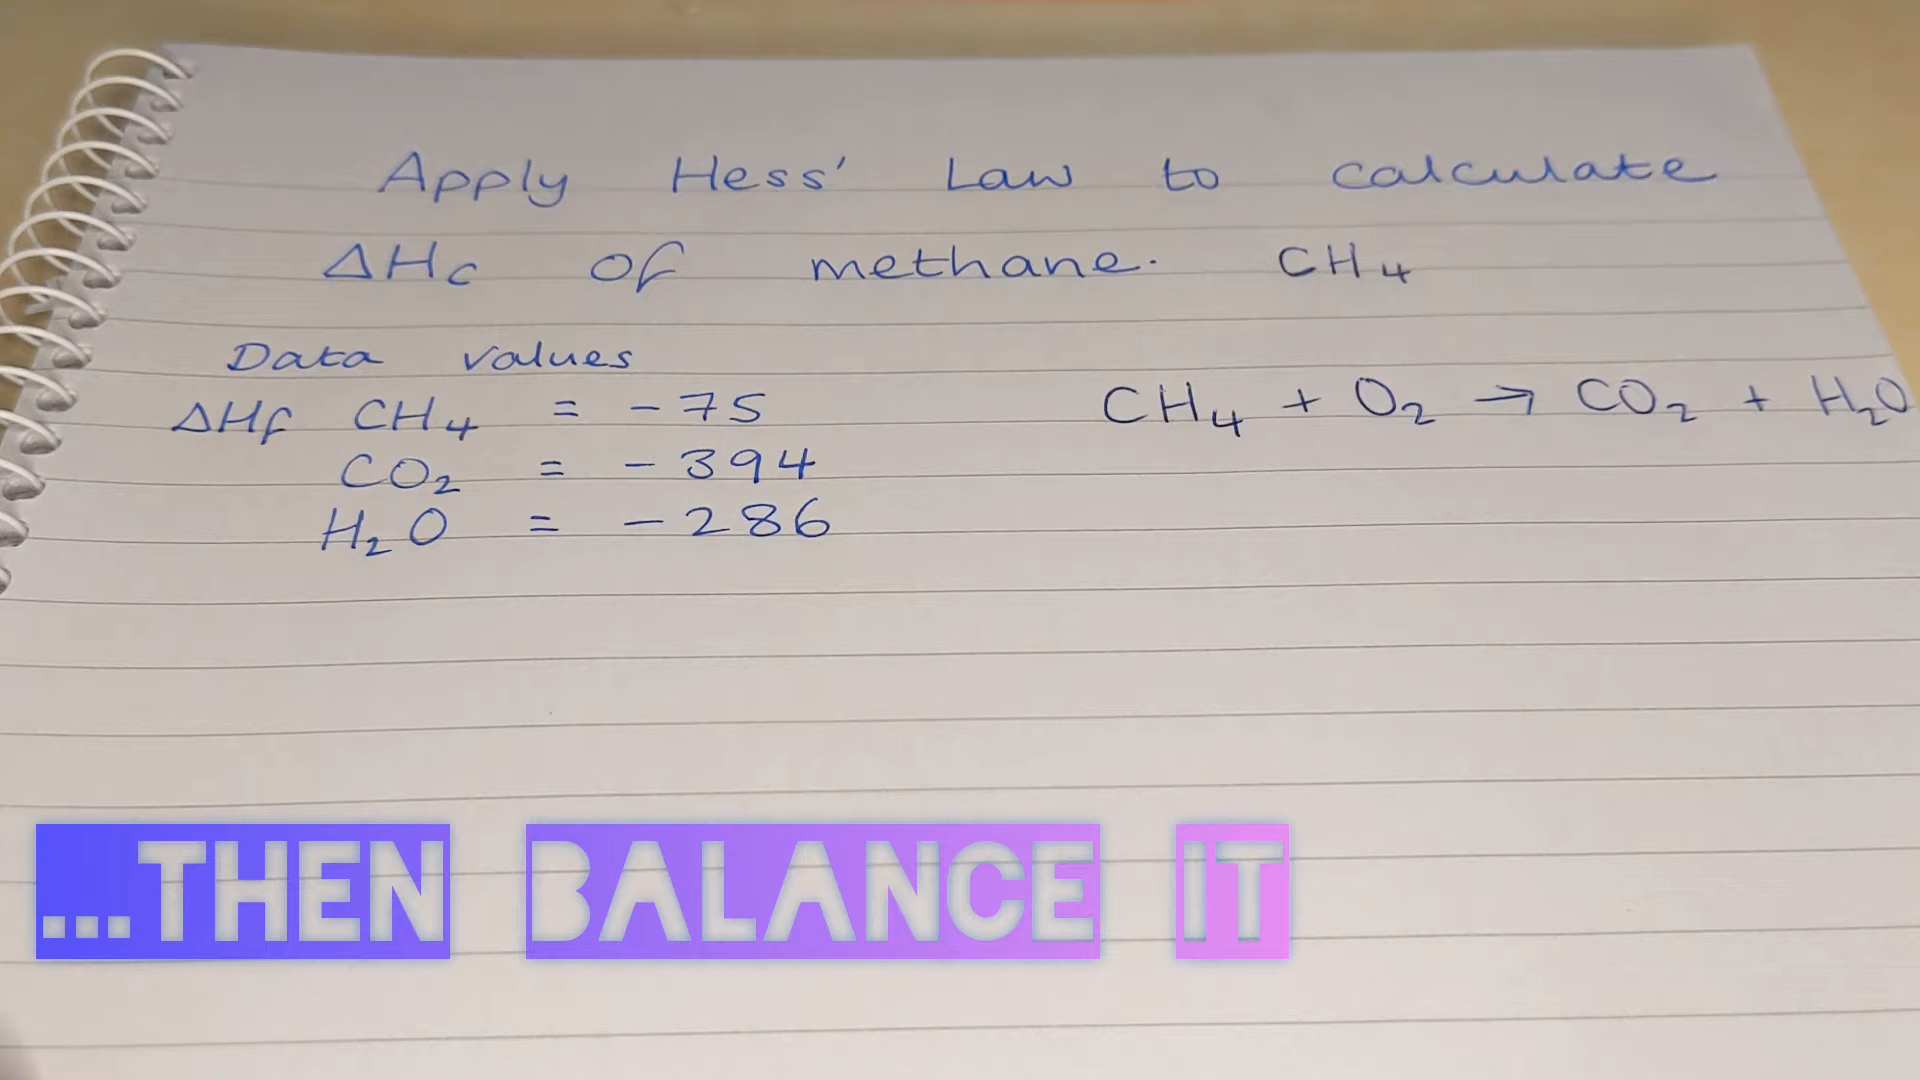 Apply Hess' Law to calculate
ΔHc of methane. CH₄
Data values
ΔHf CH₄ = -75
CO₂ = -394
H₂O = -286
CH₄ + O₂ → CO₂ + H₂O
...THEN BALANCE IT